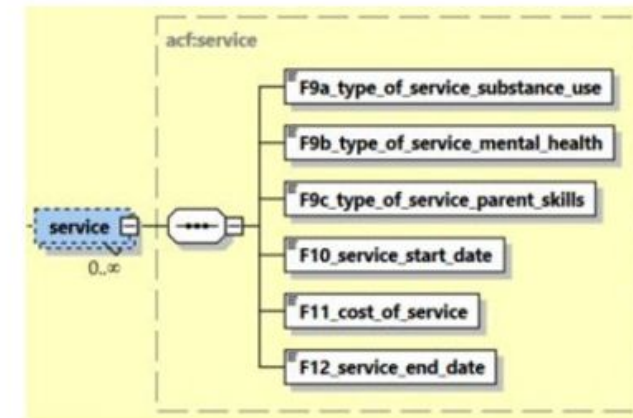 acf:service
F9a_type_of_service_substance_use
F9b_type_of_service_mental_health
F9c_type_of_service_parent_skills
service
0..∞
F10_service_start_date
F11_cost_of_service
F12_service_end_date